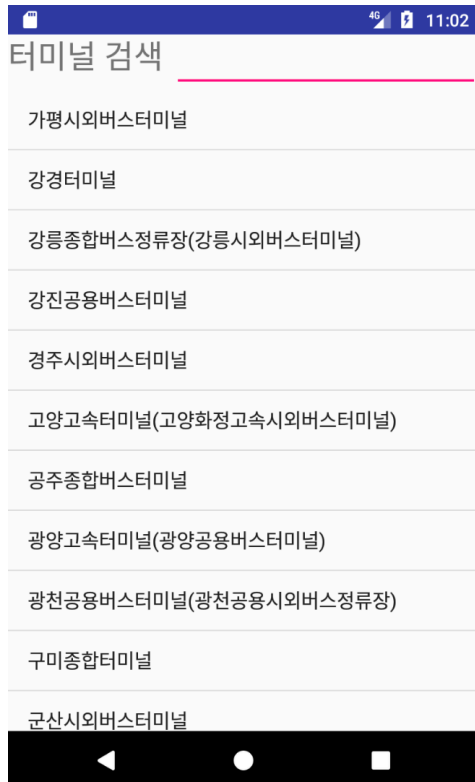 4G 11:02
터미널 검색
가평시외버스터미널
강경터미널
강릉종합버스정류장(강릉시외버스터미널)
강진공용버스터미널
경주시외버스터미널
고양고속터미널(고양화정고속시외버스터미널)
공주종합버스터미널
광양고속터미널(광양공용버스터미널)
광천공용버스터미널(광천공용시외버스정류장)
구미종합터미널
군산시외버스터미널